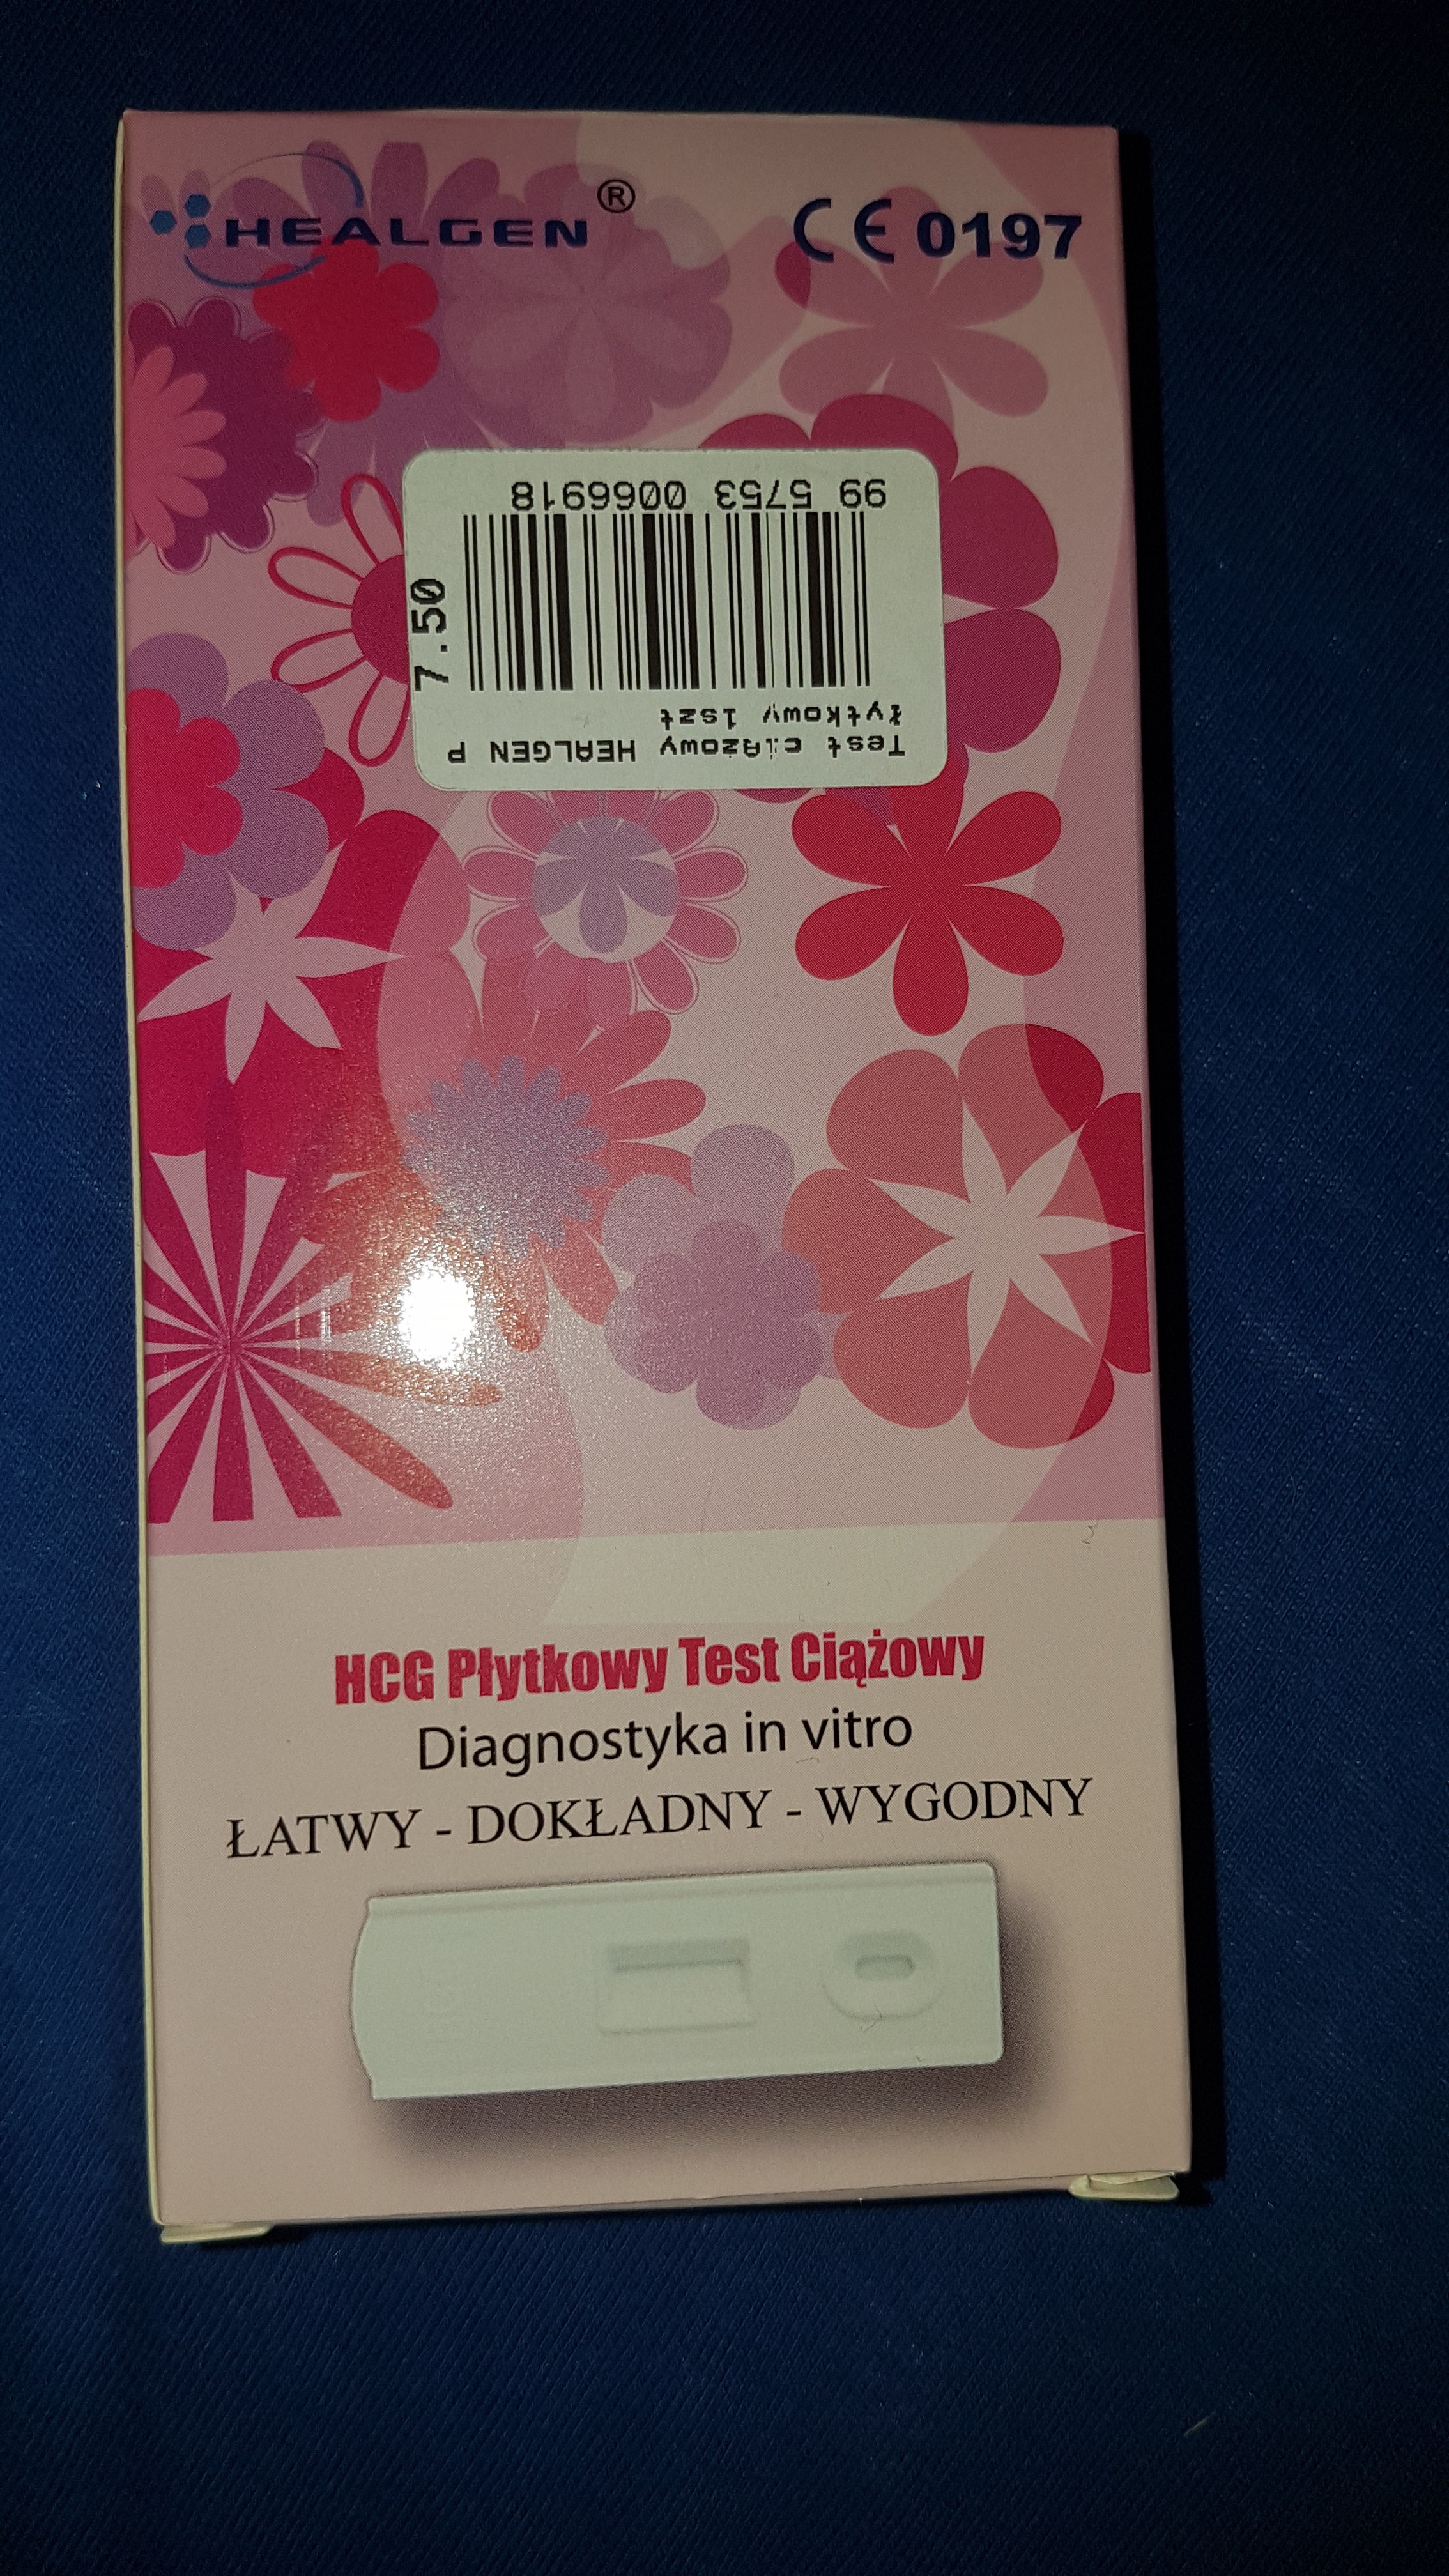 HEALGEN®
CE 0197
Test ciążowy HEALGEN P
łytkowy 1szt
7.50
99 5753 0066918
HCG Płytkowy Test Ciążowy
Diagnostyka in vitro
ŁATWY - DOKŁADNY - WYGODNY